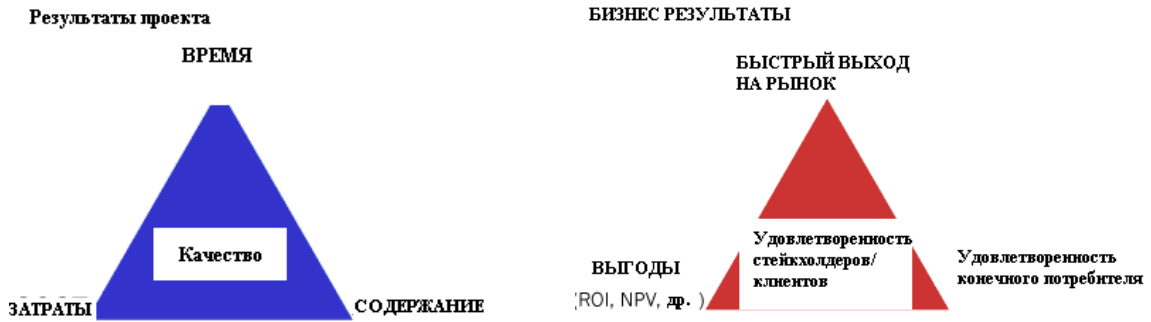 Результаты проекта
ВРЕМЯ
Качество
ЗАТРАТЫ
СОДЕРЖАНИЕ
БИЗНЕС РЕЗУЛЬТАТЫ
БЫСТРЫЙ ВЫХОД
НА РЫНОК
Удовлетворенность
стейкхолдеров/
клиентов
ВЫГОДЫ
(ROI, NPV, др. )
Удовлетворенность
конечного потребителя